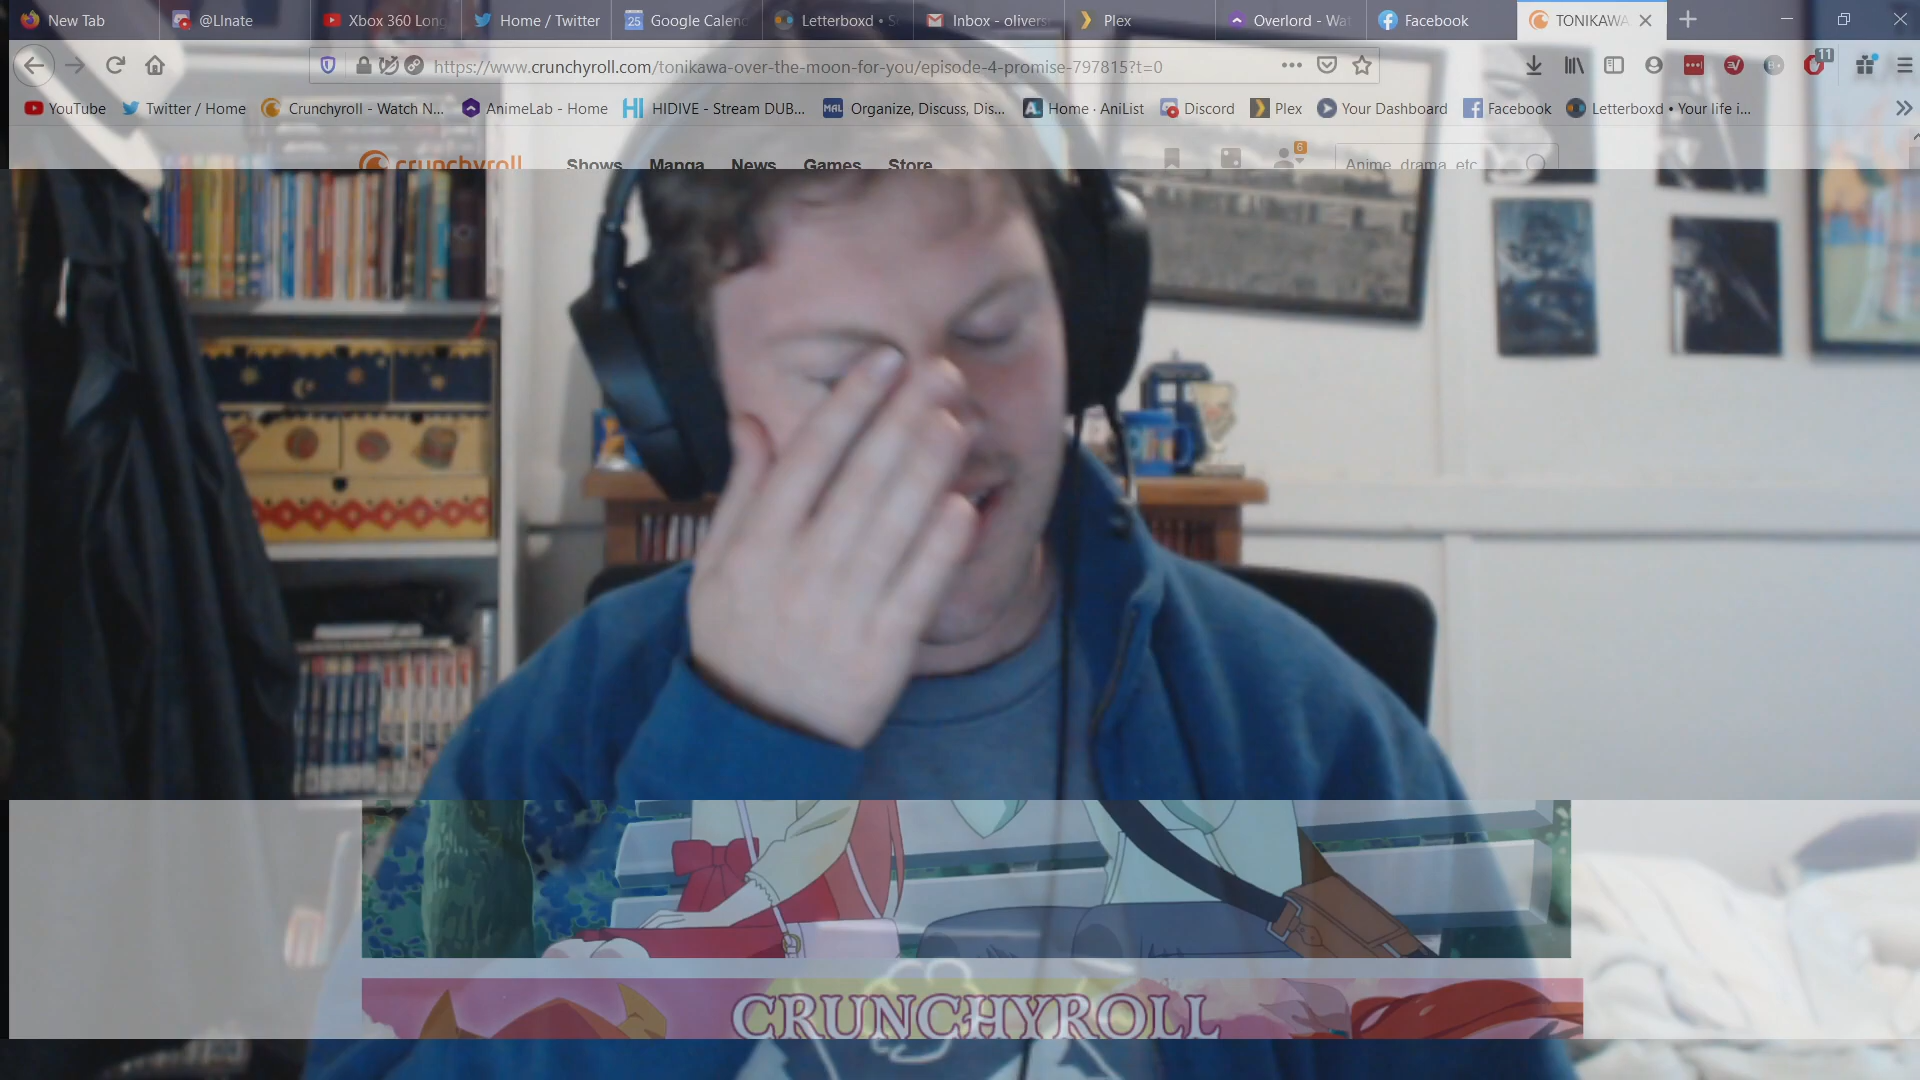 New Tab
@LInate
Xbox 360 Long
Home / Twitter
Google Calend
Letterboxd • S
Inbox - olivers
Plex
Overlord - Wat
Facebook
TONIKAWA
https://www.crunchyroll.com/tonikawa-over-the-moon-for-you/episode-4-promise-797815?t=0
11
YouTube
Twitter / Home
Crunchyroll - Watch N...
AnimeLab - Home
HIDIVE - Stream DUB...
Organize, Discuss, Dis...
Home · AniList
Discord
Plex
Your Dashboard
Facebook
Letterboxd • Your life i...
crunchyroll
Shows
Manga
News
Games
Store
6
Anime, drama, etc
CRUNCHYROLL